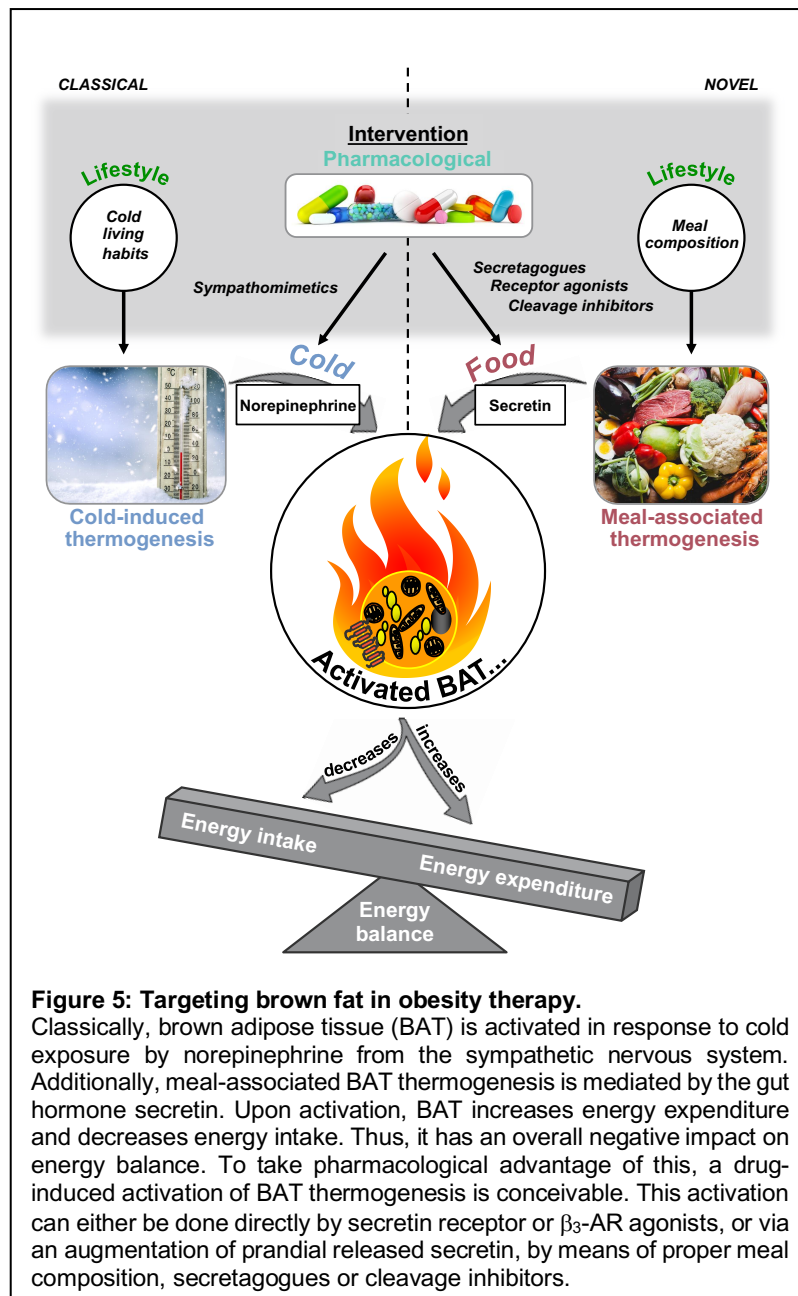 CLASSICAL
NOVEL
Intervention
Pharmacological
Lifestyle
Cold
living
habits
Lifestyle
Meal
composition
Sympathomimetics
Secretagogues
Receptor agonists
Cleavage inhibitors
Cold
Food
Norepinephrine
Secretin
°C
°F
Cold-induced
thermogenesis
Meal-associated
thermogenesis
Activated BAT...
decreases
increases
Energy intake
Energy expenditure
Energy
balance
Figure 5: Targeting brown fat in obesity therapy.
Classically, brown adipose tissue (BAT) is activated in response to cold
exposure by norepinephrine from the sympathetic nervous system.
Additionally, meal-associated BAT thermogenesis is mediated by the gut
hormone secretin. Upon activation, BAT increases energy expenditure
and decreases energy intake. Thus, it has an overall negative impact on
energy balance. To take pharmacological advantage of this, a drug-
induced activation of BAT thermogenesis is conceivable. This activation
can either be done directly by secretin receptor or β₃-AR agonists, or via
an augmentation of prandial released secretin, by means of proper meal
composition, secretagogues or cleavage inhibitors.